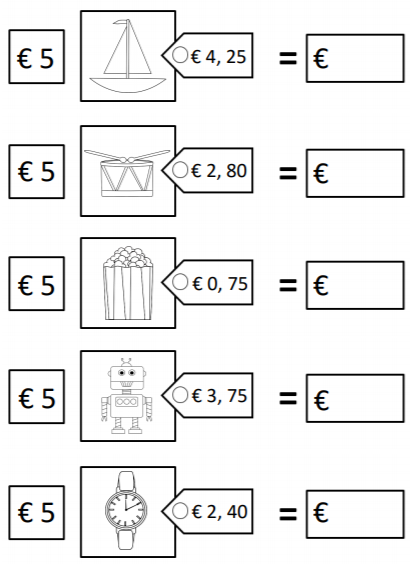 € 5 € 4, 25 = €
€ 5 € 2, 80 = €
€ 5 € 0, 75 = €
€ 5 € 3, 75 = €
€ 5 € 2, 40 = €